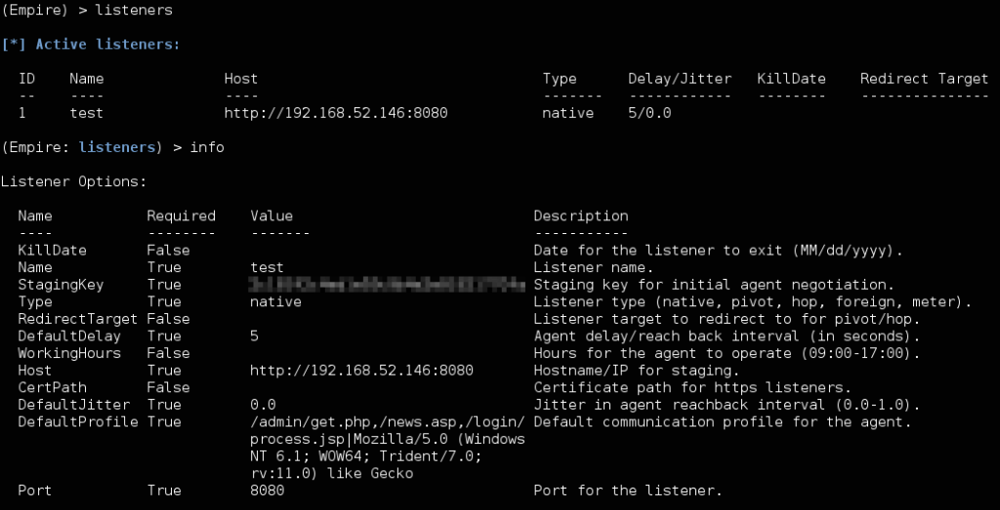 (Empire) > listeners
[*] Active listeners:
ID Name Host Type Delay/Jitter KillDate Redirect Target
-- ---- ---- ------- ------------ -------- ---------------
1 test http://192.168.52.146:8080 native 5/0.0
(Empire: listeners) > info
Listener Options:
Name Required Value Description
---- -------- ------- -----------
KillDate False Date for the listener to exit (MM/dd/yyyy).
Name True test Listener name.
StagingKey True Staging key for initial agent negotiation.
Type True native Listener type (native, pivot, hop, foreign, meter).
RedirectTarget False Listener target to redirect to for pivot/hop.
DefaultDelay True 5 Agent delay/reach back interval (in seconds).
WorkingHours False Hours for the agent to operate (09:00-17:00).
Host True http://192.168.52.146:8080 Hostname/IP for staging.
CertPath False Certificate path for https listeners.
DefaultJitter True 0.0 Jitter in agent reachback interval (0.0-1.0).
DefaultProfile True /admin/get.php,/news.asp,/login/ Default communication profile for the agent.
process.jsp|Mozilla/5.0 (Windows
NT 6.1; WOW64; Trident/7.0;
rv:11.0) like Gecko
Port True 8080 Port for the listener.